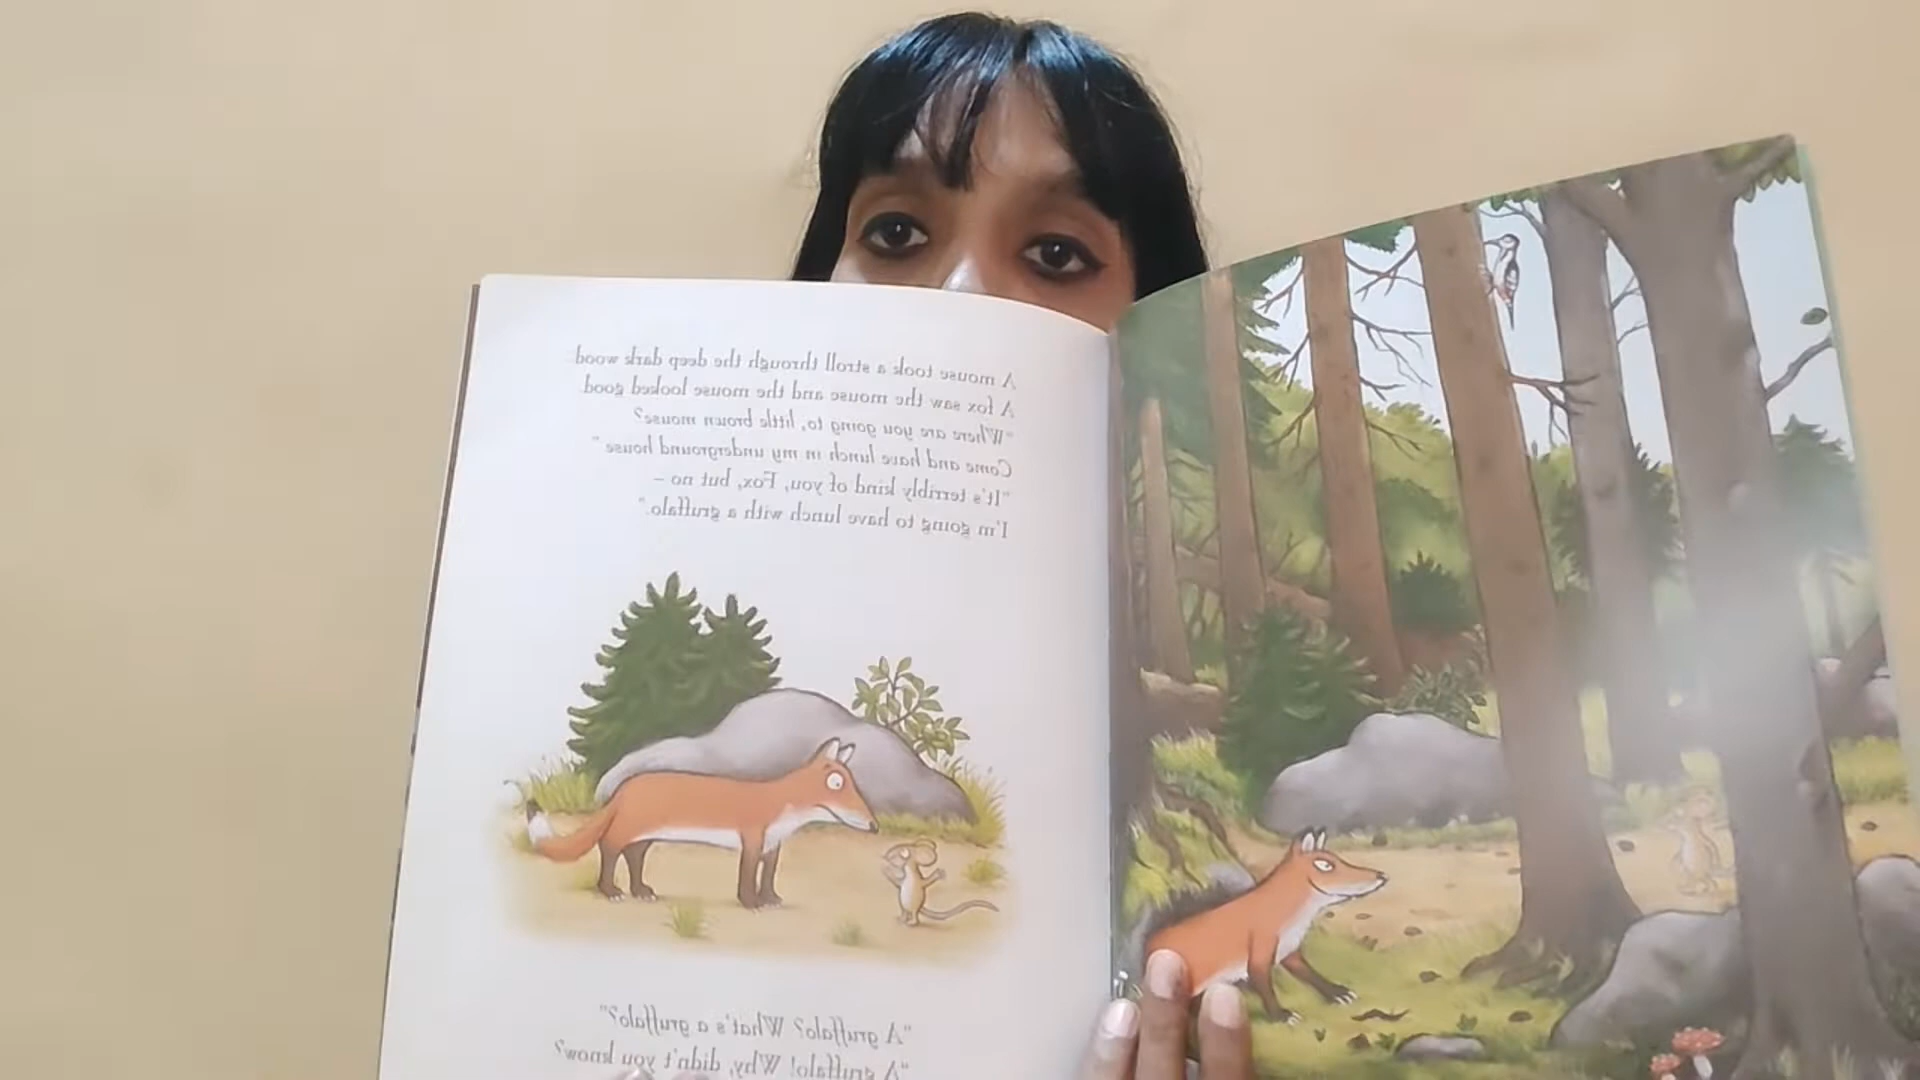 A mouse took a stroll through the deep dark wood.
A fox saw the mouse and the mouse looked good.
"Where are you going to, little brown mouse?
Come and have lunch in my underground house."
"It's terribly kind of you, Fox, but no –
I'm going to have lunch with a gruffalo."
"A gruffalo? What's a gruffalo?"
"A gruffalo! Why, didn't you know?